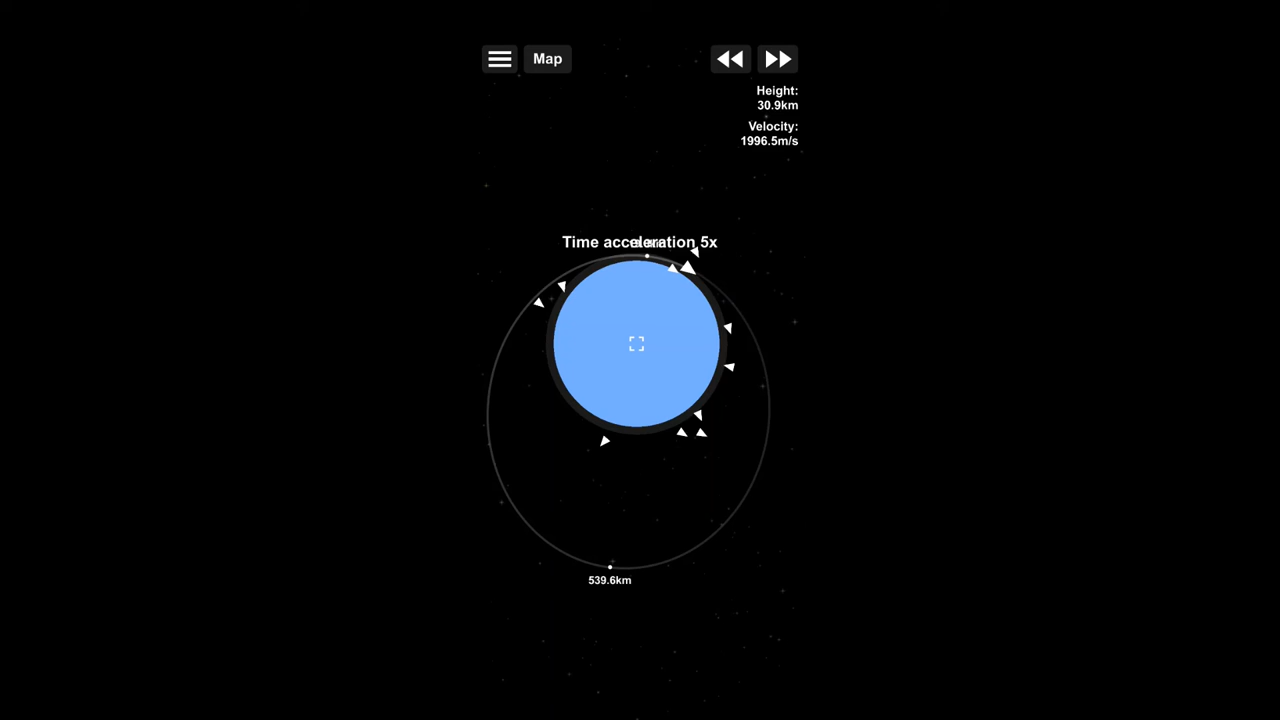 Map
Height:
30.9km
Velocity:
1996.5m/s
Time acceleration 5x
539.6km